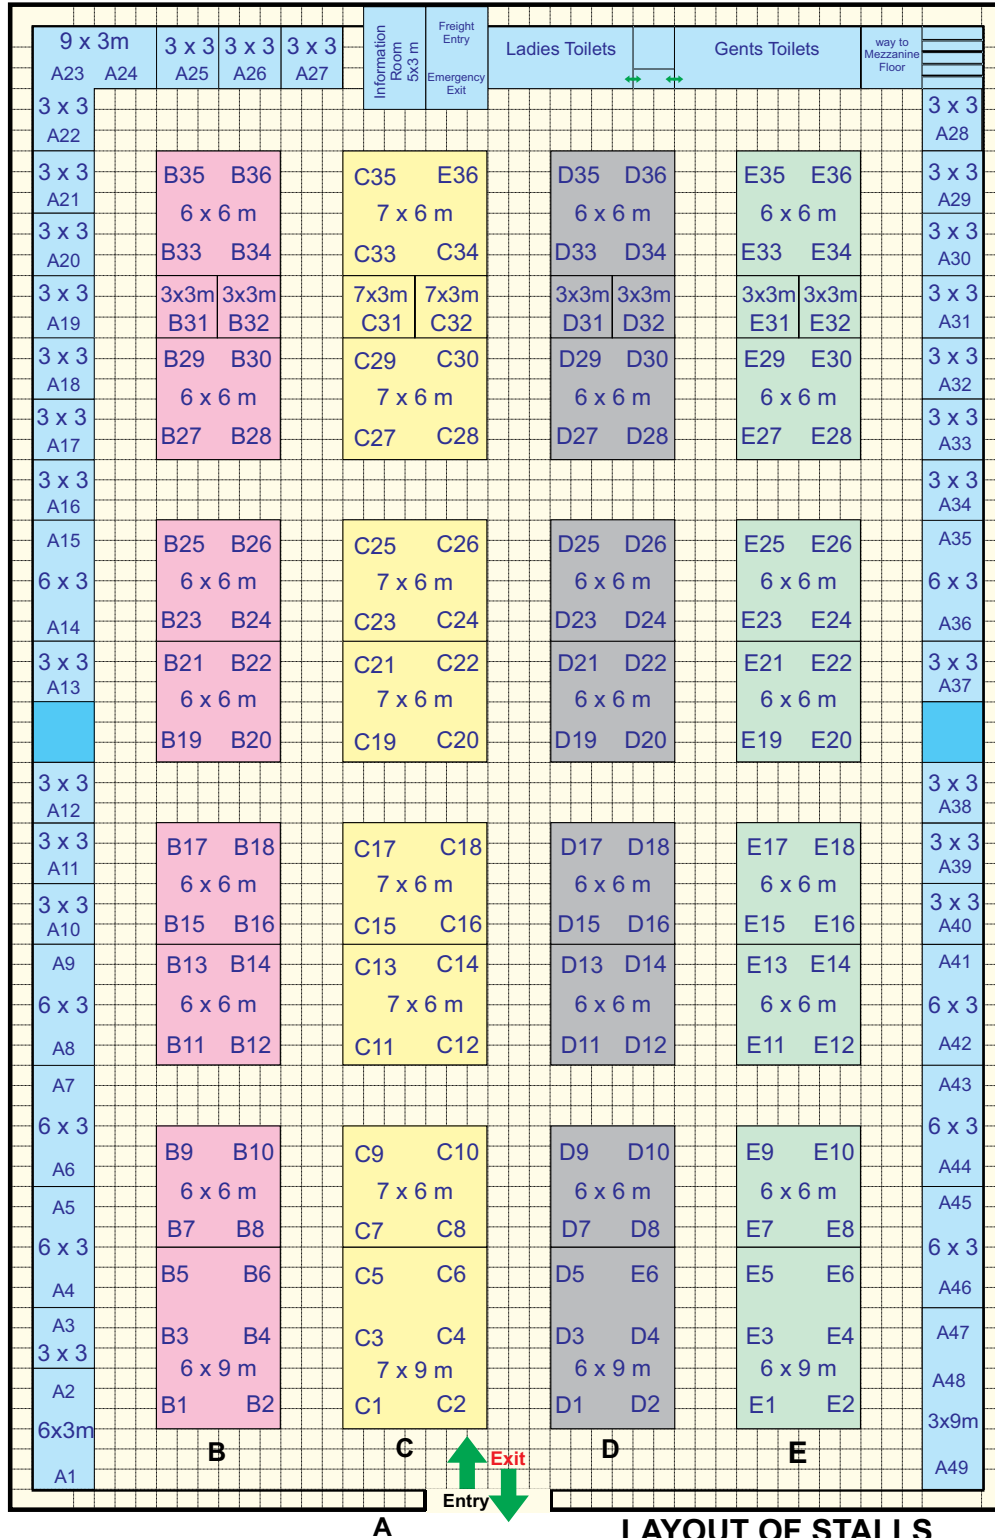 9 x 3m
A23 A24
3 x 3
A25
3 x 3
A26
3 x 3
A27
Information
Room
5x3 m
Freight
Entry
Emergency
Exit
Ladies Toilets
Gents Toilets
way to
Mezzanine
Floor
3 x 3
A22
3 x 3
A21
3 x 3
A20
3 x 3
A19
3 x 3
A18
3 x 3
A17
3 x 3
A16
A15
6 x 3
A14
3 x 3
A13
3 x 3
A12
3 x 3
A11
3 x 3
A10
A9
6 x 3
A8
A7
6 x 3
A6
A5
6 x 3
A4
A3
3 x 3
A2
6x3m
A1
B35 B36
6 x 6 m
B33 B34
3x3m 3x3m
B31 B32
B29 B30
6 x 6 m
B27 B28
B25 B26
6 x 6 m
B23 B24
B21 B22
6 x 6 m
B19 B20
B17 B18
6 x 6 m
B15 B16
B13 B14
6 x 6 m
B11 B12
B9 B10
6 x 6 m
B7 B8
B5 B6
B3 B4
6 x 9 m
B1 B2
B
C35 E36
7 x 6 m
C33 C34
7x3m 7x3m
C31 C32
C29 C30
7 x 6 m
C27 C28
C25 C26
7 x 6 m
C23 C24
C21 C22
7 x 6 m
C19 C20
C17 C18
7 x 6 m
C15 C16
C13 C14
7 x 6 m
C11 C12
C9 C10
7 x 6 m
C7 C8
C5 C6
C3 C4
7 x 9 m
C1 C2
C
D35 D36
6 x 6 m
D33 D34
3x3m 3x3m
D31 D32
D29 D30
6 x 6 m
D27 D28
D25 D26
6 x 6 m
D23 D24
D21 D22
6 x 6 m
D19 D20
D17 D18
6 x 6 m
D15 D16
D13 D14
6 x 6 m
D11 D12
D9 D10
6 x 6 m
D7 D8
D5 E6
D3 D4
6 x 9 m
D1 D2
D
E35 E36
6 x 6 m
E33 E34
3x3m 3x3m
E31 E32
E29 E30
6 x 6 m
E27 E28
E25 E26
6 x 6 m
E23 E24
E21 E22
6 x 6 m
E19 E20
E17 E18
6 x 6 m
E15 E16
E13 E14
6 x 6 m
E11 E12
E9 E10
6 x 6 m
E7 E8
E5 E6
E3 E4
6 x 9 m
E1 E2
E
3 x 3
A28
3 x 3
A29
3 x 3
A30
3 x 3
A31
3 x 3
A32
3 x 3
A33
3 x 3
A34
A35
6 x 3
A36
3 x 3
A37
3 x 3
A38
3 x 3
A39
3 x 3
A40
A41
6 x 3
A42
A43
6 x 3
A44
A45
6 x 3
A46
A47
A48
3x9m
A49
Exit
Entry
A
LAYOUT OF STALLS